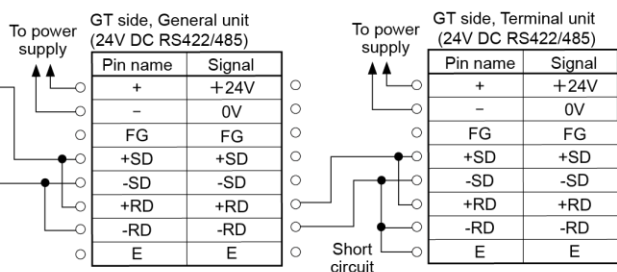 To power
supply
GT side, General unit
(24V DC RS422/485)
Pin name Signal
+ +24V
− 0V
FG FG
+SD +SD
-SD -SD
+RD +RD
-RD -RD
E E
To power
supply
GT side, Terminal unit
(24V DC RS422/485)
Pin name Signal
+ +24V
− 0V
FG FG
+SD +SD
-SD -SD
+RD +RD
-RD -RD
E E
Short
circuit